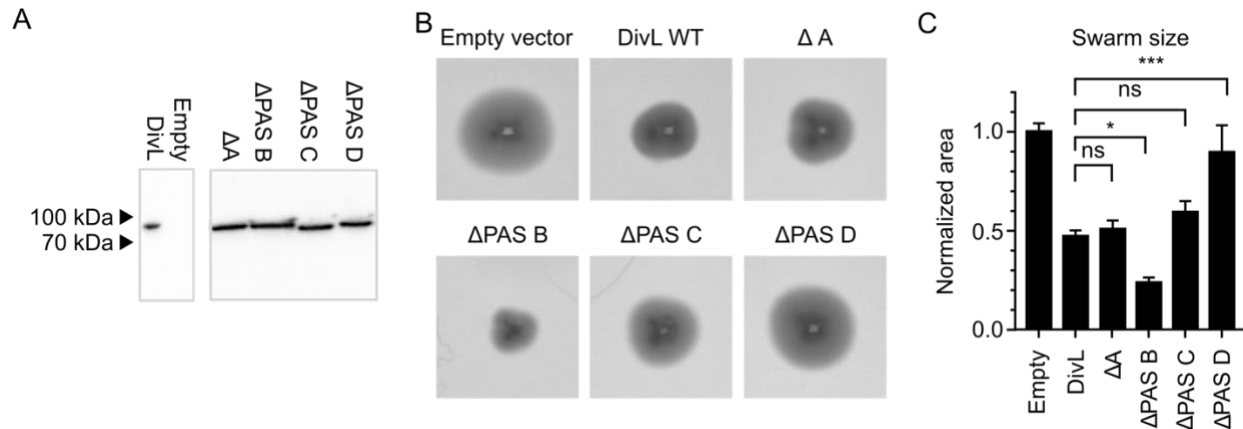 A
DivL
Empty
ΔA
ΔPAS B
ΔPAS C
ΔPAS D
100 kDa
70 kDa
B
Empty vector
DivL WT
Δ A
ΔPAS B
ΔPAS C
ΔPAS D
C
Swarm size
***
ns
*
ns
Normalized area
1.0
0.5
0.0
Empty
DivL
ΔA
ΔPAS B
ΔPAS C
ΔPAS D